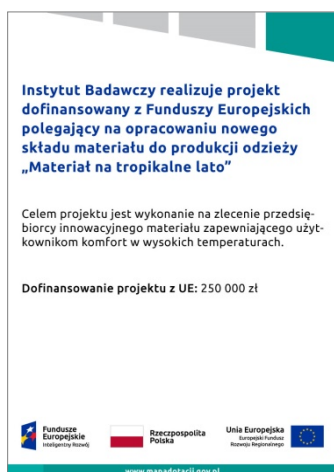 Instytut Badawczy realizuje projekt
dofinansowany z Funduszy Europejskich
polegający na opracowaniu nowego
składu materiału do produkcji odzieży
„Materiał na tropikalne lato”
Celem projektu jest wykonanie na zlecenie przedsię-
biorcy innowacyjnego materiału zapewniającego użyt-
kownikom komfort w wysokich temperaturach.
Dofinansowanie projektu z UE: 250 000 zł
Fundusze
Europejskie
Inteligentny Rozwój
Rzeczpospolita
Polska
Unia Europejska
Europejski Fundusz
Rozwoju Regionalnego
www.mapadotacji.gov.pl